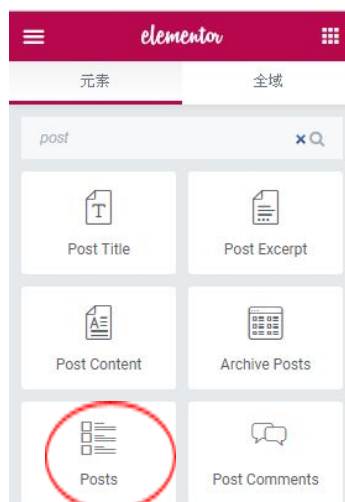 elementor
元素 全域
post
Post Title Post Excerpt
Post Content Archive Posts
Posts Post Comments